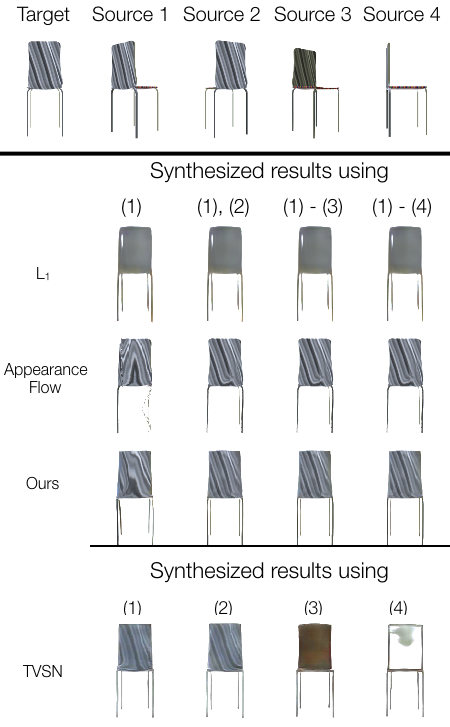 Target Source 1 Source 2 Source 3 Source 4
Synthesized results using
(1) (1), (2) (1) - (3) (1) - (4)
L₁
Appearance
Flow
Ours
Synthesized results using
(1) (2) (3) (4)
TVSN